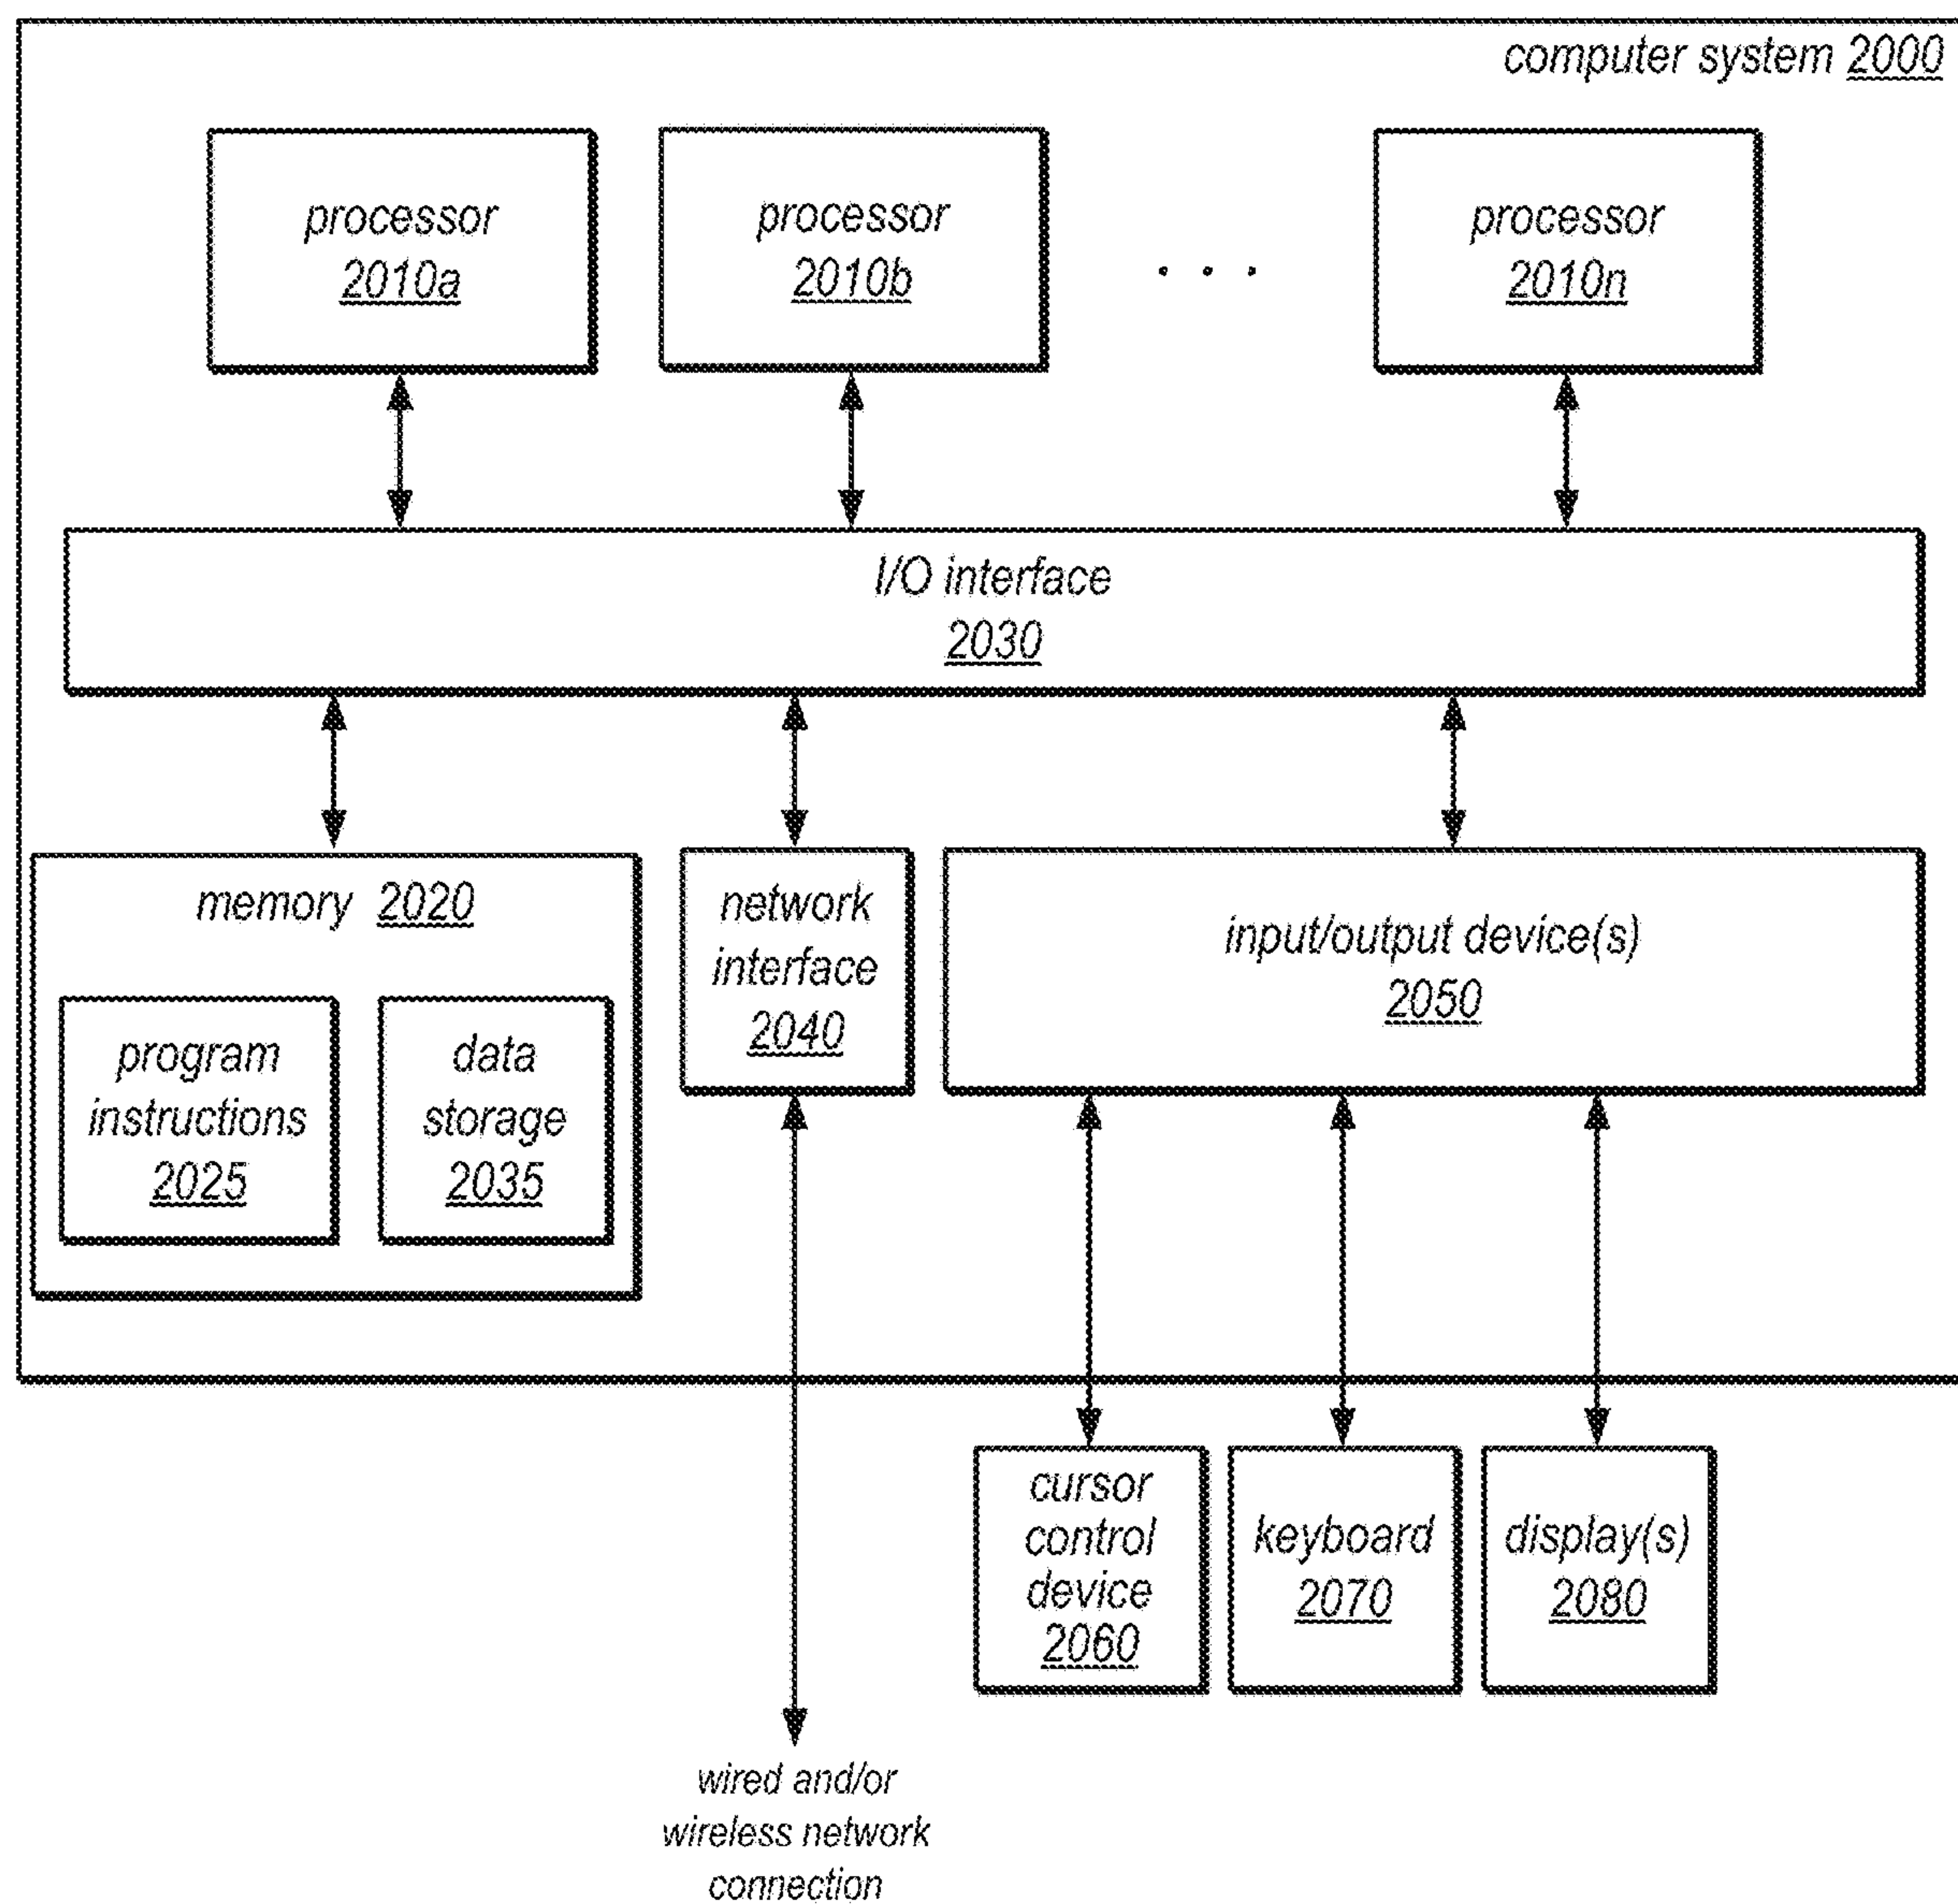 computer system 2000
processor
2010a
processor
2010b
. . .
processor
2010n
I/O interface
2030
memory 2020
program
instructions
2025
data
storage
2035
network
interface
2040
input/output device(s)
2050
cursor
control
device
2060
keyboard
2070
display(s)
2080
wired and/or
wireless network
connection